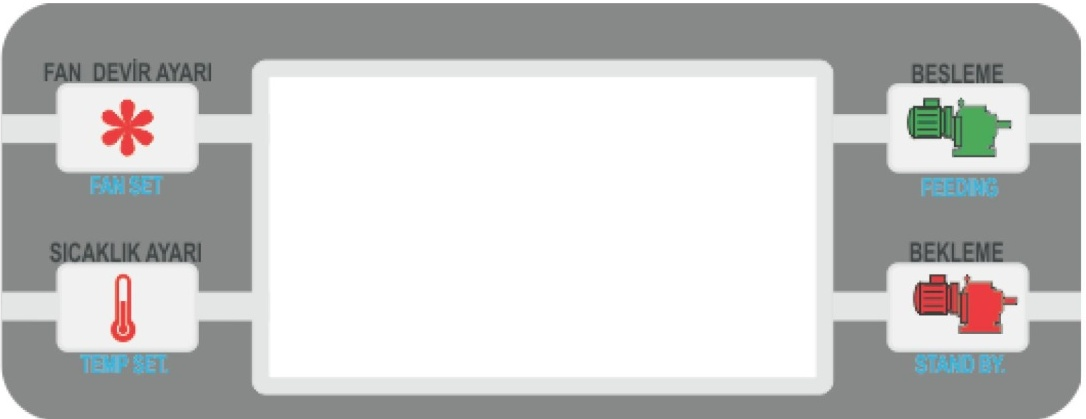 FAN DEVİR AYARI
FAN SET
SICAKLIK AYARI
TEMP SET.
BESLEME
FEEDING
BEKLEME
STAND BY.